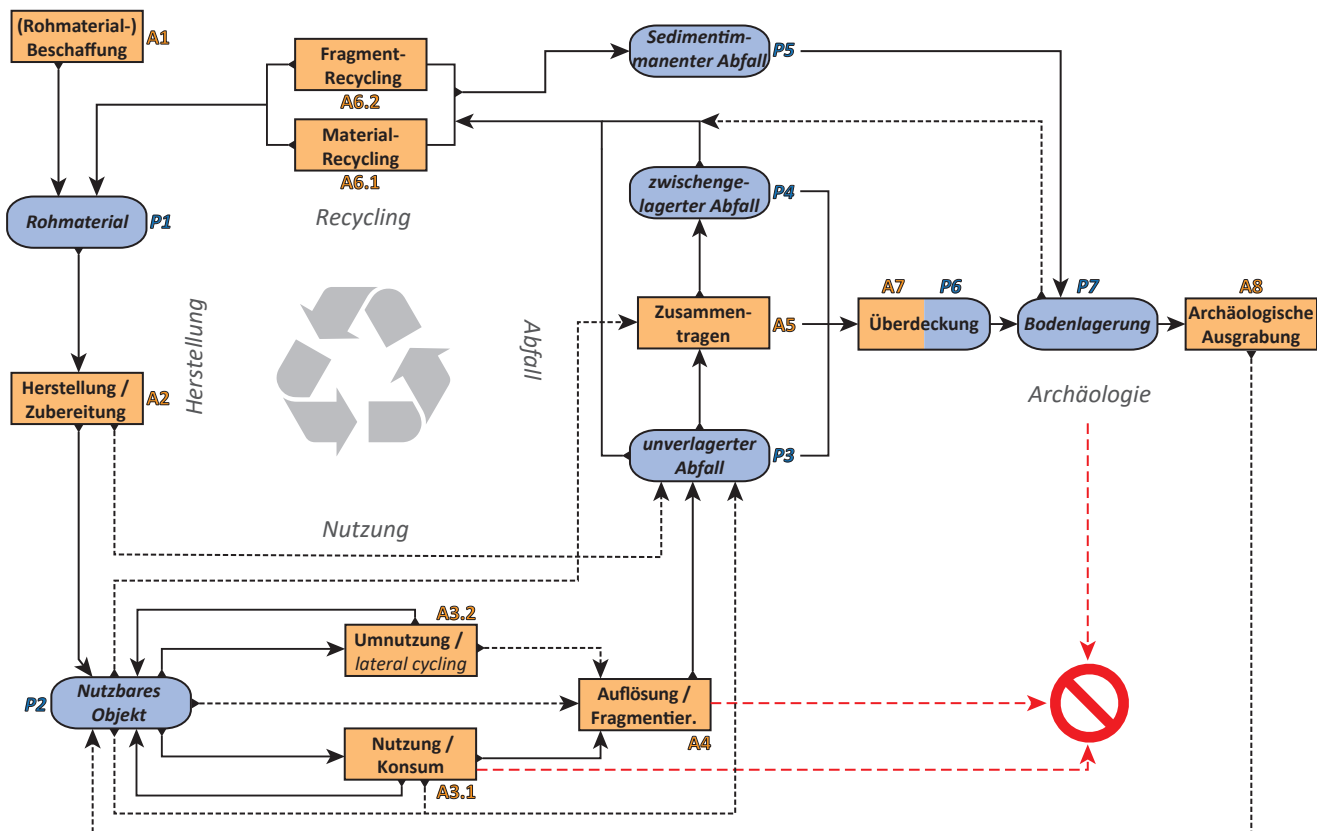 (Rohmaterial-)
Beschaffung
A1
Fragment-
Recycling
A6.2
Sedimentim-
manenter Abfall
P5
Material-
Recycling
A6.1
zwischenge-
lagerter Abfall
P4
Rohmaterial
P1
Recycling
Herstellung
Abfall
Zusammen-
tragen
A5
A7
P6
Überdeckung
P7
Bodenlagerung
A8
Archäologische
Ausgrabung
Herstellung /
Zubereitung
A2
Archäologie
unverlagerter
Abfall
P3
Nutzung
A3.2
Umnutzung /
lateral cycling
P2
Nutzbares
Objekt
Auflösung /
Fragmentier.
A4
Nutzung /
Konsum
A3.1